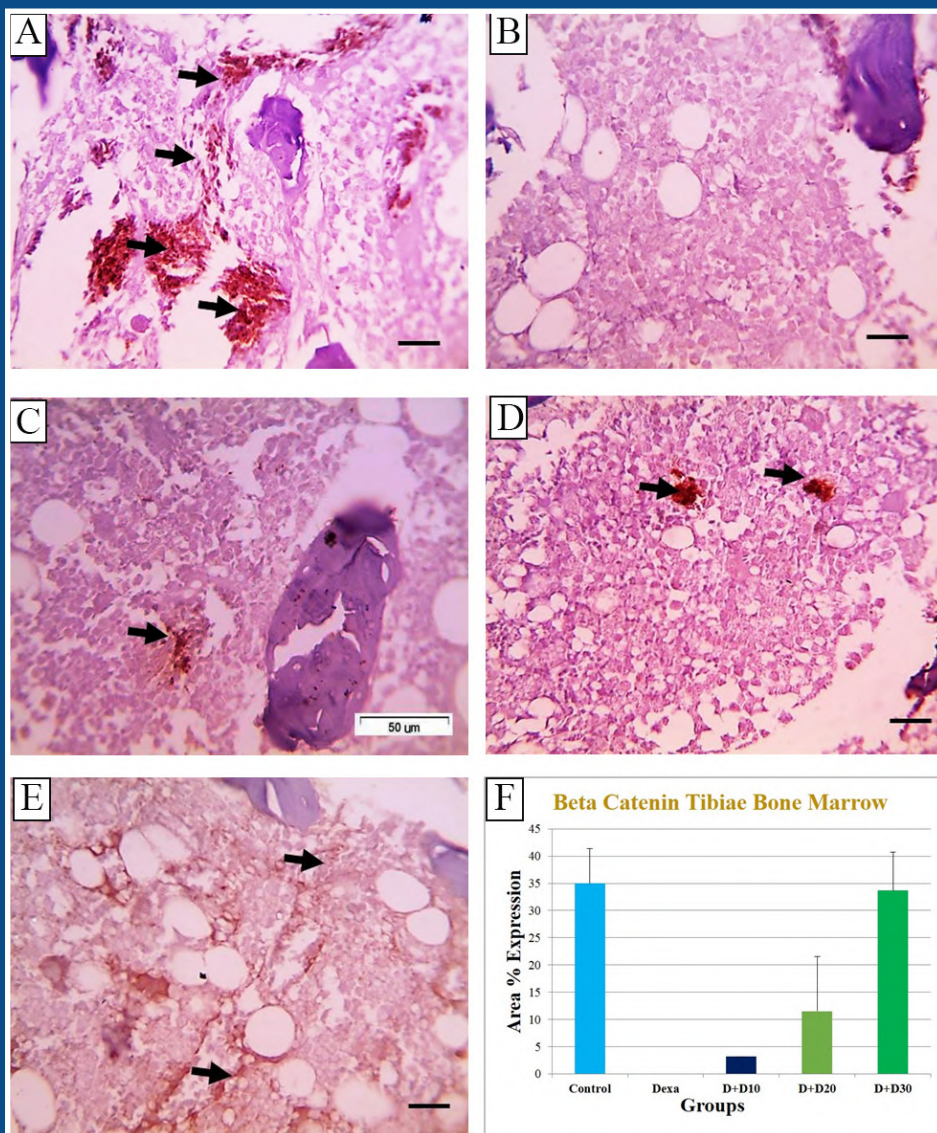 A
B
C
50 µm
D
E
F
Beta Catenin Tibiae Bone Marrow
Area % Expression
45
40
35
30
25
20
15
10
5
0
Control Dexa D+D10 D+D20 D+D30
Groups